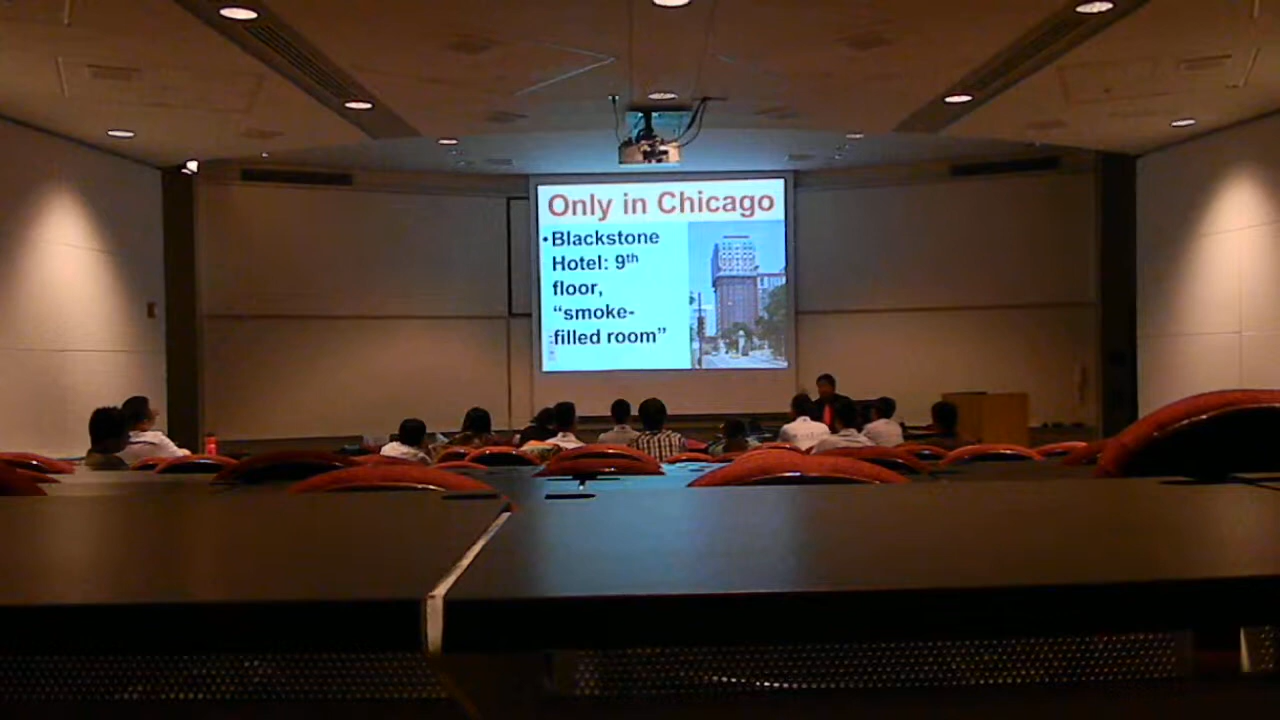 Only in Chicago
•Blackstone
Hotel: 9th
floor,
“smoke-
filled room”